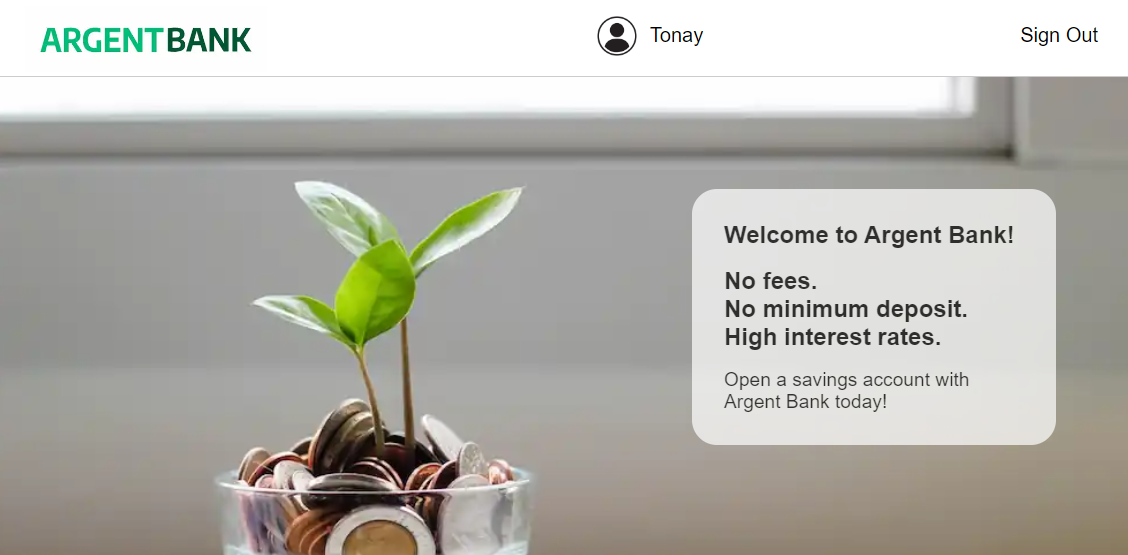 ARGENTBANK
Tonay
Sign Out
Welcome to Argent Bank!
No fees.
No minimum deposit.
High interest rates.
Open a savings account with
Argent Bank today!